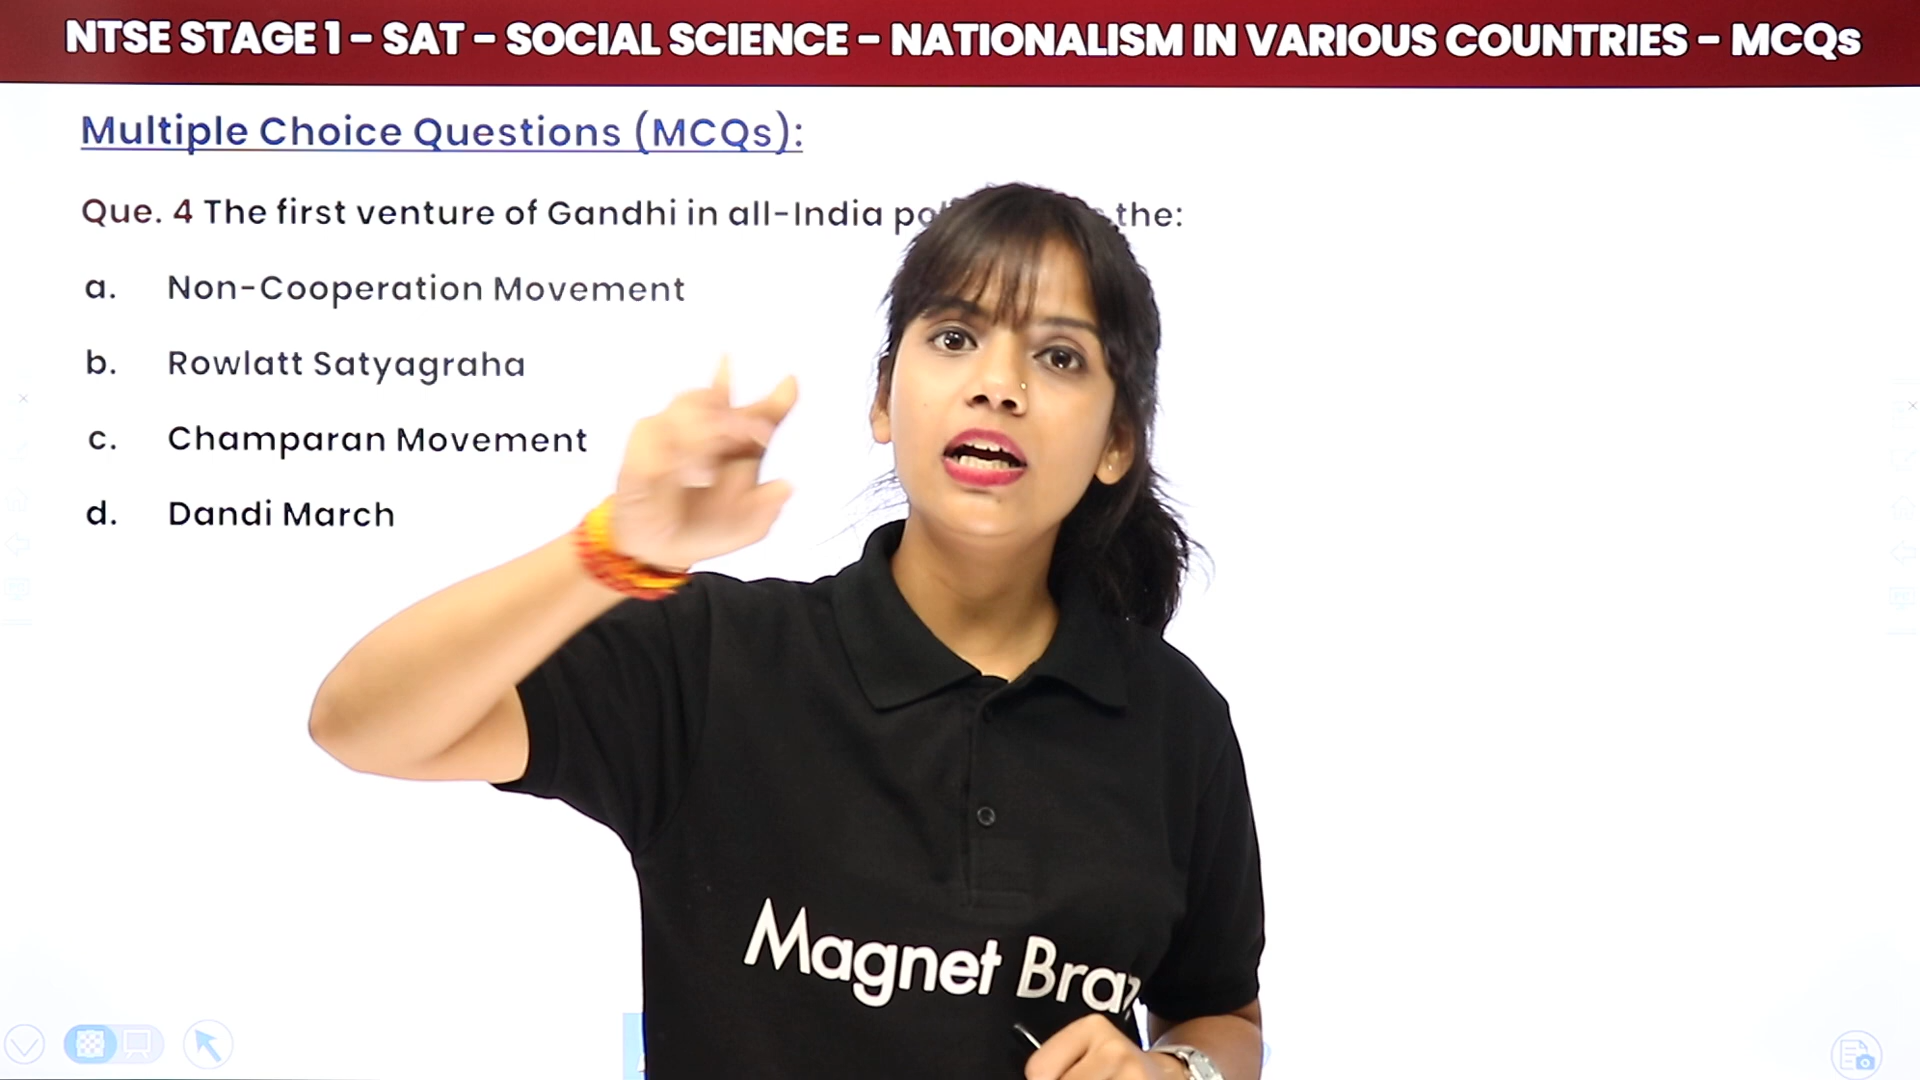 NTSE STAGE 1 - SAT - SOCIAL SCIENCE - NATIONALISM IN VARIOUS COUNTRIES - MCQs
Multiple Choice Questions (MCQs):
Que. 4 The first venture of Gandhi in all-India the:
a. Non-Cooperation Movement
b. Rowlatt Satyagraha
c. Champaran Movement
d. Dandi March
Magnet